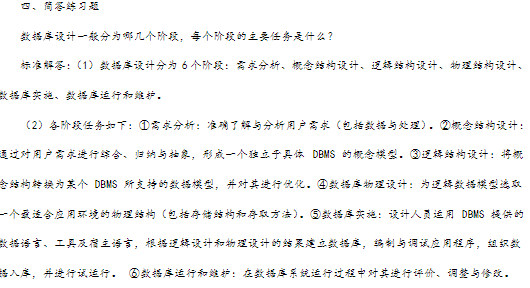 四、简答练习题
数据库设计一般分为哪几个阶段，每个阶段的主要任务是什么？
标准解答：（1）数据库设计分为 6 个阶段：需求分析、概念结构设计、逻辑结构设计、物理结构设计、
数据库实施、数据库运行和维护。
（2）各阶段任务如下：①需求分析：准确了解与分析用户需求（包括数据与处理）。②概念结构设计：
通过对用户需求进行综合、归纳与抽象，形成一个独立于具体 DBMS 的概念模型。③逻辑结构设计：将概
念结构转换为某个 DBMS 所支持的数据模型，并对其进行优化。④数据库物理设计：为逻辑数据模型选取
一个最适合应用环境的物理结构（包括存储结构和存取方法）。⑤数据库实施：设计人员运用 DBMS 提供的
数据语言、工具及宿主语言，根据逻辑设计和物理设计的结果建立数据库，编制与调试应用程序，组织数
据入库，并进行试运行。 ⑥数据库运行和维护：在数据库系统运行过程中对其进行评价、调整与修改。